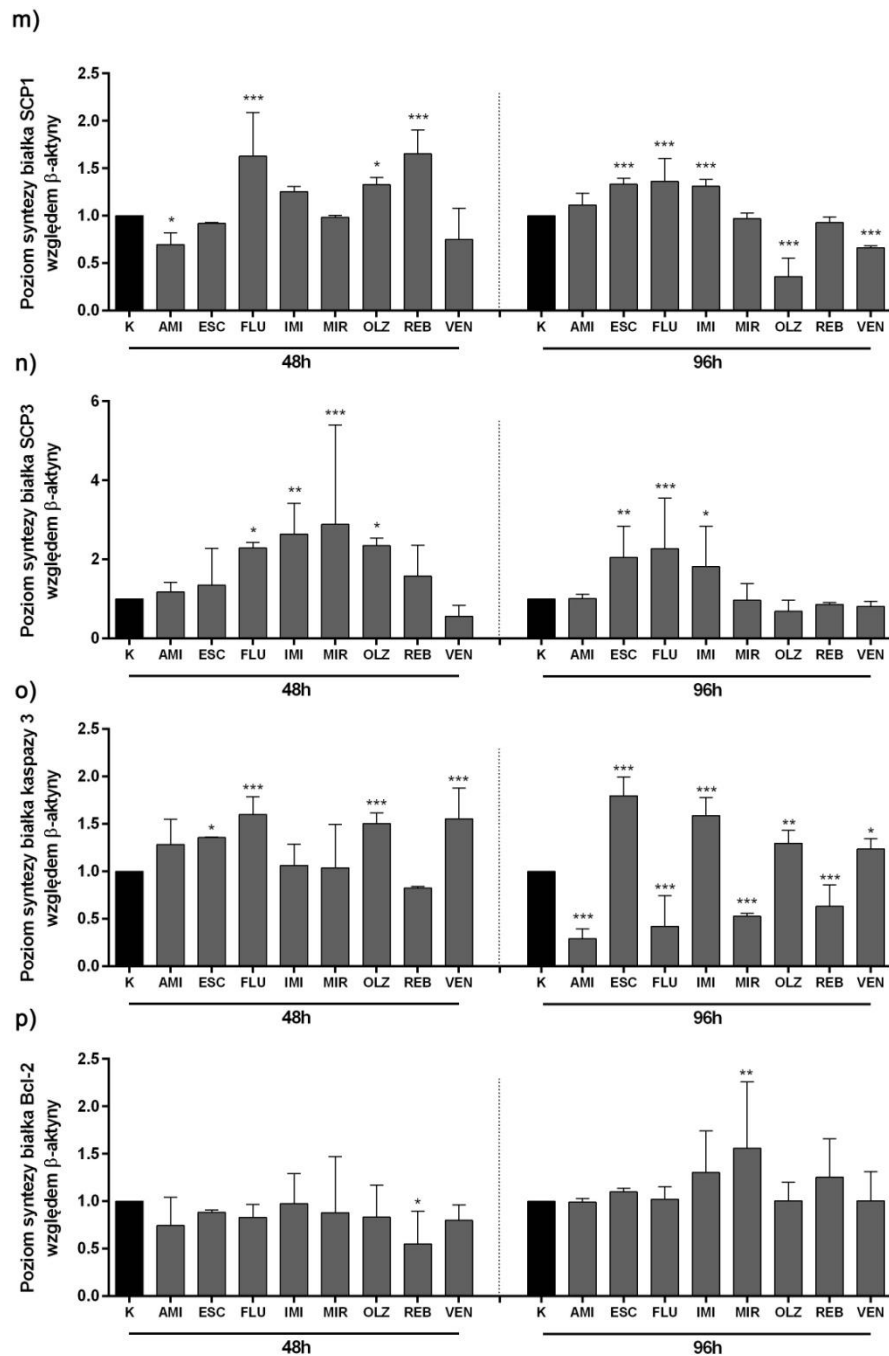 m)
Poziom syntezy białka SCP1
względem β-aktyny
2.5
2.0
1.5
1.0
0.5
0.0
* *** * *** *** *** *** *** ***
K AMI ESC FLU IMI MIR OLZ REB VEN K AMI ESC FLU IMI MIR OLZ REB VEN
48h 96h
n)
Poziom syntezy białka SCP3
względem β-aktyny
6
4
2
0
* ** *** * ** *** *
K AMI ESC FLU IMI MIR OLZ REB VEN K AMI ESC FLU IMI MIR OLZ REB VEN
48h 96h
o)
Poziom syntezy białka kaspazy 3
względem β-aktyny
2.5
2.0
1.5
1.0
0.5
0.0
* *** *** *** *** *** *** *** *** ** *** *
K AMI ESC FLU IMI MIR OLZ REB VEN K AMI ESC FLU IMI MIR OLZ REB VEN
48h 96h
p)
Poziom syntezy białka Bcl-2
względem β-aktyny
2.5
2.0
1.5
1.0
0.5
0.0
* **
K AMI ESC FLU IMI MIR OLZ REB VEN K AMI ESC FLU IMI MIR OLZ REB VEN
48h 96h